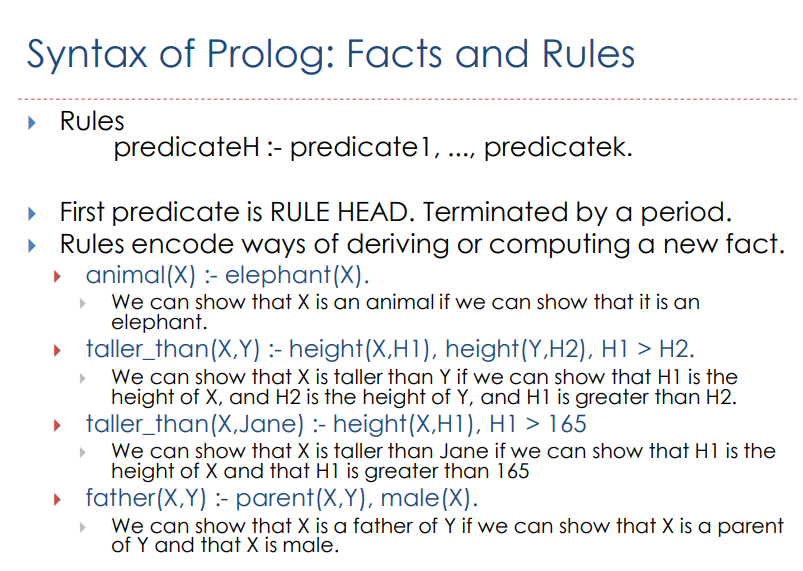 Syntax of Prolog: Facts and Rules
Rules
predicateH :- predicate1, ..., predicatek.
First predicate is RULE HEAD. Terminated by a period.
Rules encode ways of deriving or computing a new fact.
animal(X) :- elephant(X).
We can show that X is an animal if we can show that it is an
elephant.
taller_than(X,Y) :- height(X,H1), height(Y,H2), H1 > H2.
We can show that X is taller than Y if we can show that H1 is the
height of X, and H2 is the height of Y, and H1 is greater than H2.
taller_than(X,Jane) :- height(X,H1), H1 > 165
We can show that X is taller than Jane if we can show that H1 is the
height of X and that H1 is greater than 165
father(X,Y) :- parent(X,Y), male(X).
We can show that X is a father of Y if we can show that X is a parent
of Y and that X is male.